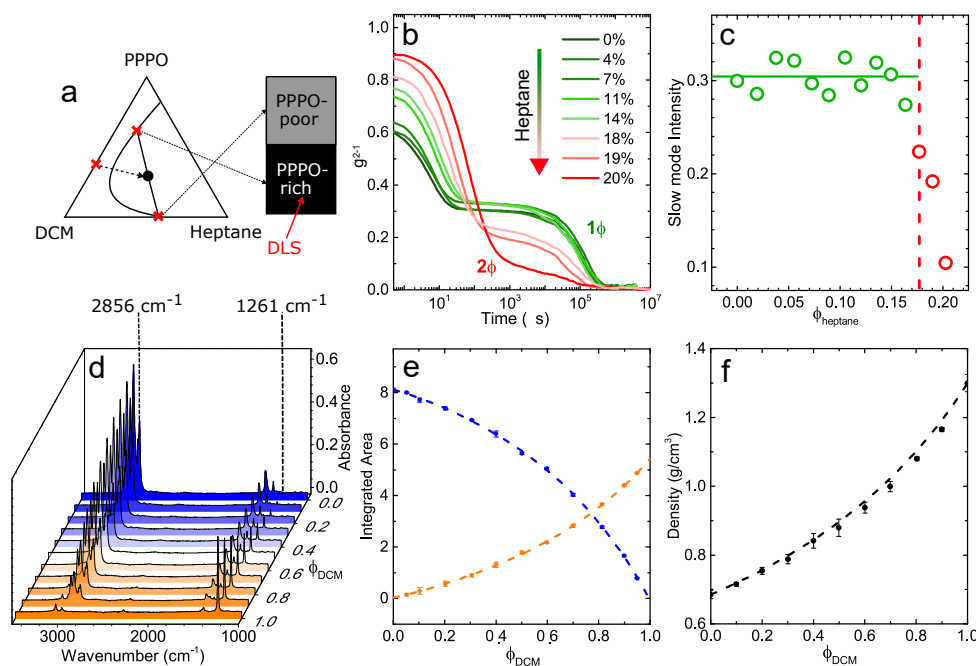 a
PPPO
DCM
Heptane
PPPO-
poor
PPPO-
rich
DLS
b
g²⁻¹
1.0
0.8
0.6
0.4
0.2
0.0
Heptane
0%
4%
7%
11%
14%
18%
19%
20%
1ϕ
2ϕ
10¹
10³
10⁵
10⁷
Time ( s)
c
Slow mode Intensity
0.3
0.2
0.1
0.00
0.05
0.10
0.15
0.20
ϕheptane
d
2856 cm⁻¹
1261 cm⁻¹
0.6
0.4
0.2
0.0
Absorbance
0.0
0.2
0.4
0.6
0.8
1.0
ϕDCM
3000
2000
1000
Wavenumber (cm⁻¹)
e
Integrated Area
8
6
4
2
0
0.0
0.2
0.4
0.6
0.8
1.0
ϕDCM
f
Density (g/cm³)
1.4
1.2
1.0
0.8
0.6
0.0
0.2
0.4
0.6
0.8
1.0
ϕDCM